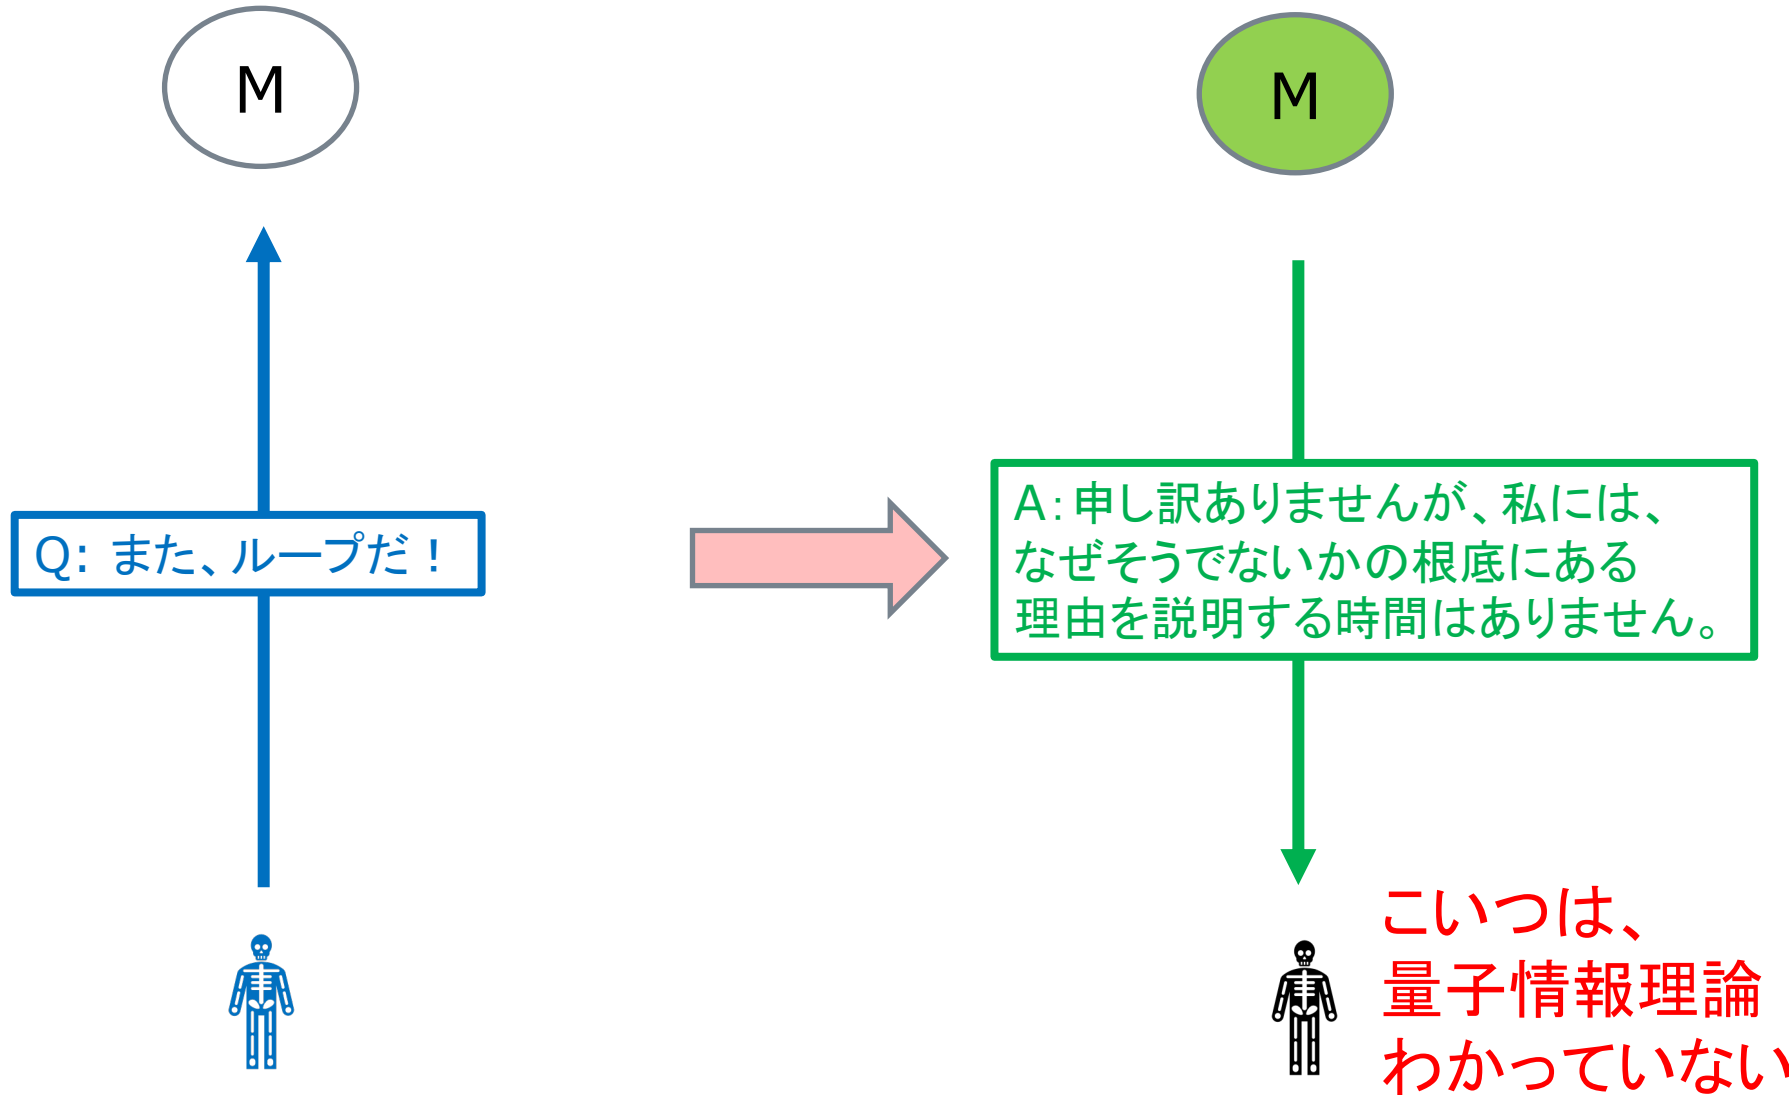 M
M
Q: また、ループだ！
A：申し訳ありませんが、私には、
なぜそうでないかの根底にある
理由を説明する時間はありません。
こいつは、
量子情報理論
わかっていない